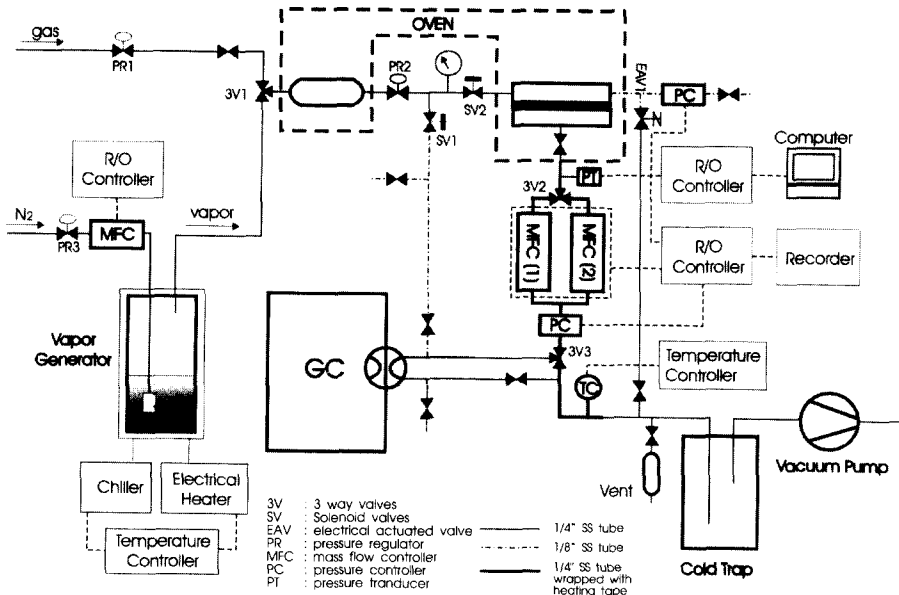 gas
OVEN
PR1
PR2
3V1
SV2
SV1
EAV1
PC
N
Computer
R/O
Controller
PT
R/O
Controller
3V2
N2
vapor
MFC
PR3
MFC (1)
MFC (2)
R/O
Controller
Recorder
Vapor
Generator
PC
3V3
GC
Temperature
Controller
TC
Vacuum Pump
Chiller
Electrical
Heater
Vent
Temperature
Controller
Cold Trap
3V : 3 way valves
SV : Solenoid valves
EAV : electrical actuated valve
PR : pressure regulator
MFC : mass flow controller
PC : pressure controller
PT : pressure tranducer
1/4" SS tube
1/8" SS tube
1/4" SS tube
wrapped with
heating tape